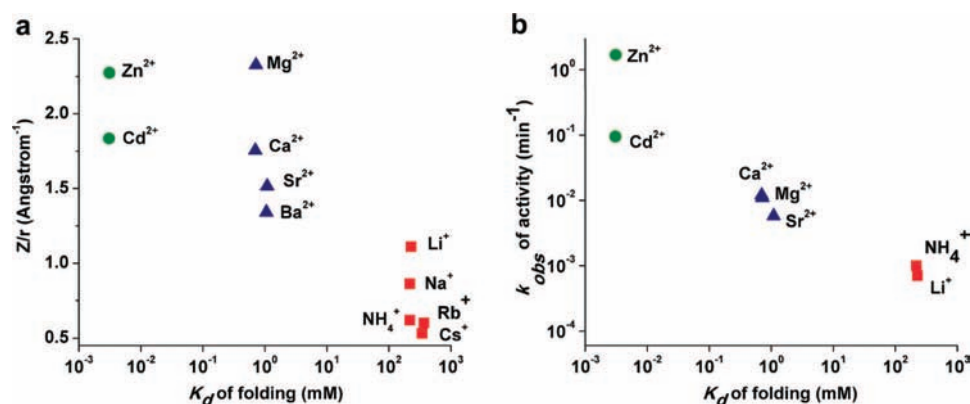 a
2.5
2.0
1.5
1.0
0.5
Z/r (Angstrom⁻¹)
Zn²⁺
Cd²⁺
Mg²⁺
Ca²⁺
Sr²⁺
Ba²⁺
Li⁺
Na⁺
NH₄⁺
Rb⁺
Cs⁺
10⁻³ 10⁻² 10⁻¹ 10⁰ 10¹ 10² 10³
K_d of folding (mM)
b
10⁰
10⁻¹
10⁻²
10⁻³
10⁻⁴
k_obs of activity (min⁻¹)
Zn²⁺
Cd²⁺
Ca²⁺
Mg²⁺
Sr²⁺
NH₄⁺
Li⁺
10⁻³ 10⁻² 10⁻¹ 10⁰ 10¹ 10² 10³
K_d of folding (mM)